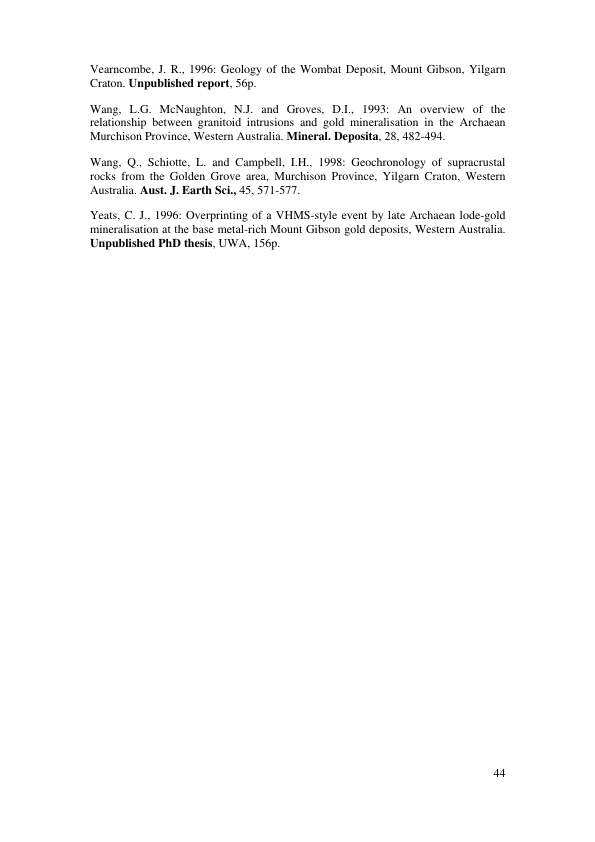 Vearncombe, J. R., 1996: Geology of the Wombat Deposit, Mount Gibson, Yilgarn
Craton. Unpublished report, 56p.
Wang, L.G. McNaughton, N.J. and Groves, D.I., 1993: An overview of the
relationship between granitoid intrusions and gold mineralisation in the Archaean
Murchison Province, Western Australia. Mineral. Deposita, 28, 482-494.
Wang, Q., Schiotte, L. and Campbell, I.H., 1998: Geochronology of supracrustal
rocks from the Golden Grove area, Murchison Province, Yilgarn Craton, Western
Australia. Aust. J. Earth Sci., 45, 571-577.
Yeats, C. J., 1996: Overprinting of a VHMS-style event by late Archaean lode-gold
mineralisation at the base metal-rich Mount Gibson gold deposits, Western Australia.
Unpublished PhD thesis, UWA, 156p.
44